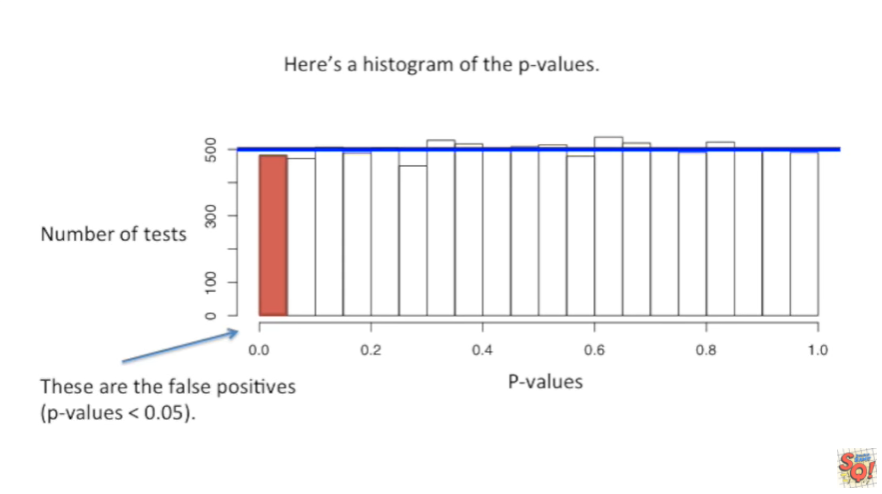 Here's a histogram of the p-values.
500
300
100
0
Number of tests
0.0 0.2 0.4 0.6 0.8 1.0
P-values
These are the false positives
(p-values < 0.05).
SQ!